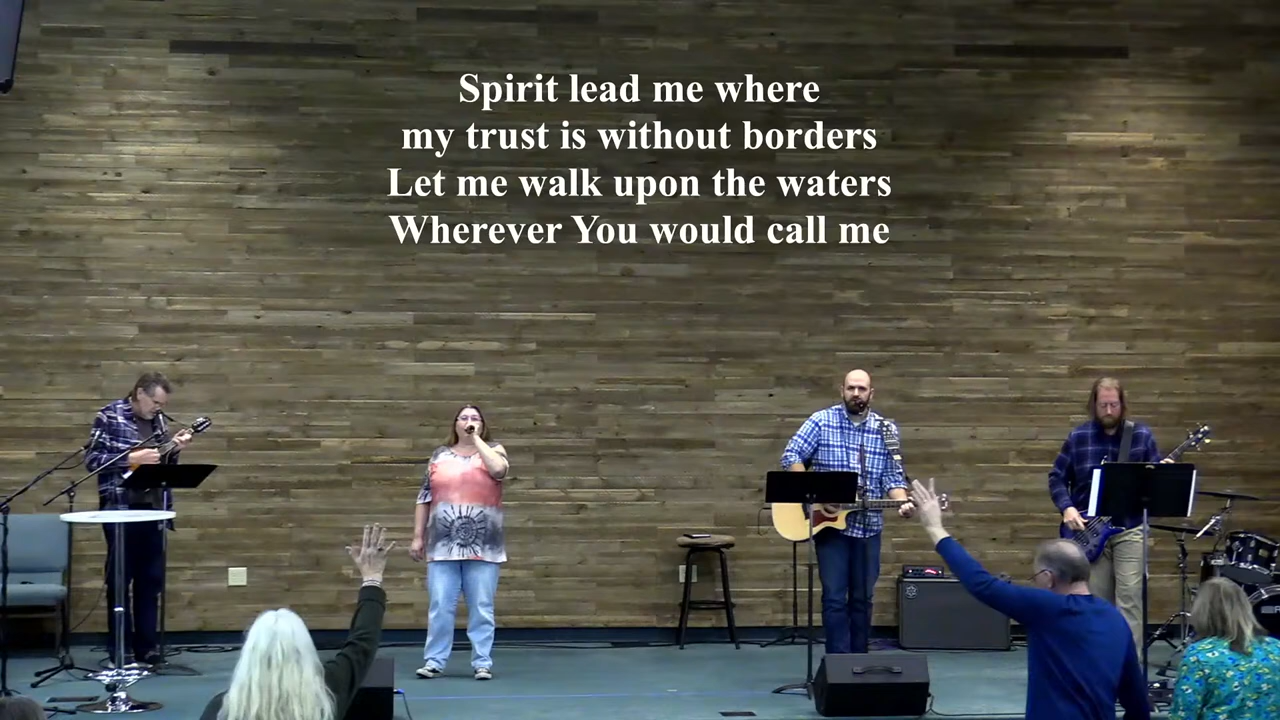 Spirit lead me where
my trust is without borders
Let me walk upon the waters
Wherever You would call me